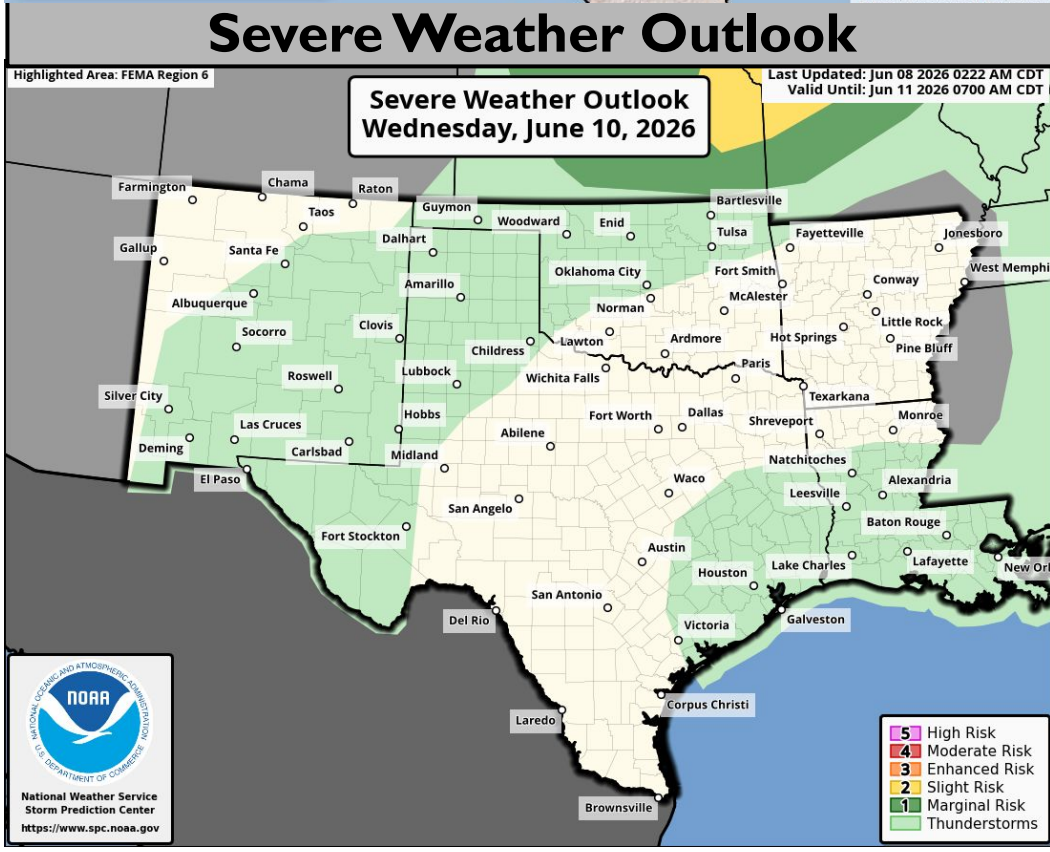 Severe Weather Outlook
Highlighted Area: FEMA Region 6
Last Updated: Jun 08 2026 0222 AM CDT
Valid Until: Jun 11 2026 0700 AM CDT
Severe Weather Outlook
Wednesday, June 10, 2026
Farmington
Chama
Raton
Taos
Guymon
Woodward
Enid
Bartlesville
Tulsa
Fayetteville
Jonesboro
Gallup
Santa Fe
Dalhart
Oklahoma City
Fort Smith
Conway
West Memphi
Albuquerque
Amarillo
Norman
McAlester
Little Rock
Socorro
Clovis
Childress
Lawton
Ardmore
Hot Springs
Pine Bluff
Roswell
Lubbock
Wichita Falls
Paris
Texarkana
Silver City
Las Cruces
Hobbs
Fort Worth
Dallas
Shreveport
Monroe
Deming
Carlsbad
Midland
Abilene
Natchitoches
El Paso
Waco
Leesville
Alexandria
San Angelo
Fort Stockton
Austin
Baton Rouge
Houston
Lake Charles
Lafayette
New Orl
San Antonio
Del Rio
Victoria
Galveston
Laredo
Corpus Christi
Brownsville
NATIONAL OCEANIC AND ATMOSPHERIC ADMINISTRATION
NOAA
U.S. DEPARTMENT OF COMMERCE
National Weather Service
Storm Prediction Center
https://www.spc.noaa.gov
5 High Risk
4 Moderate Risk
3 Enhanced Risk
2 Slight Risk
1 Marginal Risk
Thunderstorms